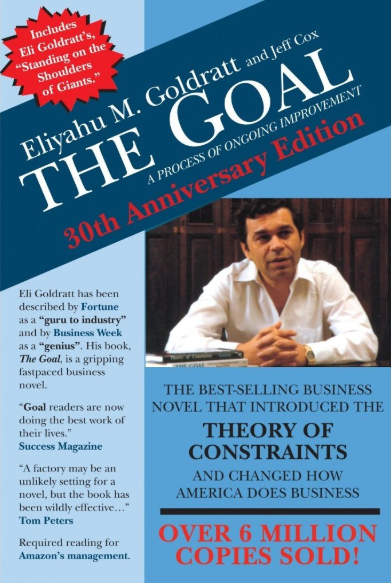 Includes
Eli Goldratt's,
"Standing on the
Shoulders
of Giants."
Eliyahu M. Goldratt and Jeff Cox
THE GOAL
A PROCESS OF ONGOING IMPROVEMENT
30th Anniversary Edition
Eli Goldratt has been
described by Fortune
as a "guru to industry"
and by Business Week
as a "genius". His book,
The Goal, is a gripping
fastpaced business
novel.
"Goal readers are now
doing the best work of
their lives."
Success Magazine
"A factory may be an
unlikely setting for a
novel, but the book has
been wildly effective…"
Tom Peters
Required reading for
Amazon's management.
Theory of Constraints
THE BEST-SELLING BUSINESS
NOVEL THAT INTRODUCED THE
THEORY OF
CONSTRAINTS
AND CHANGED HOW
AMERICA DOES BUSINESS
OVER 6 MILLION
COPIES SOLD!